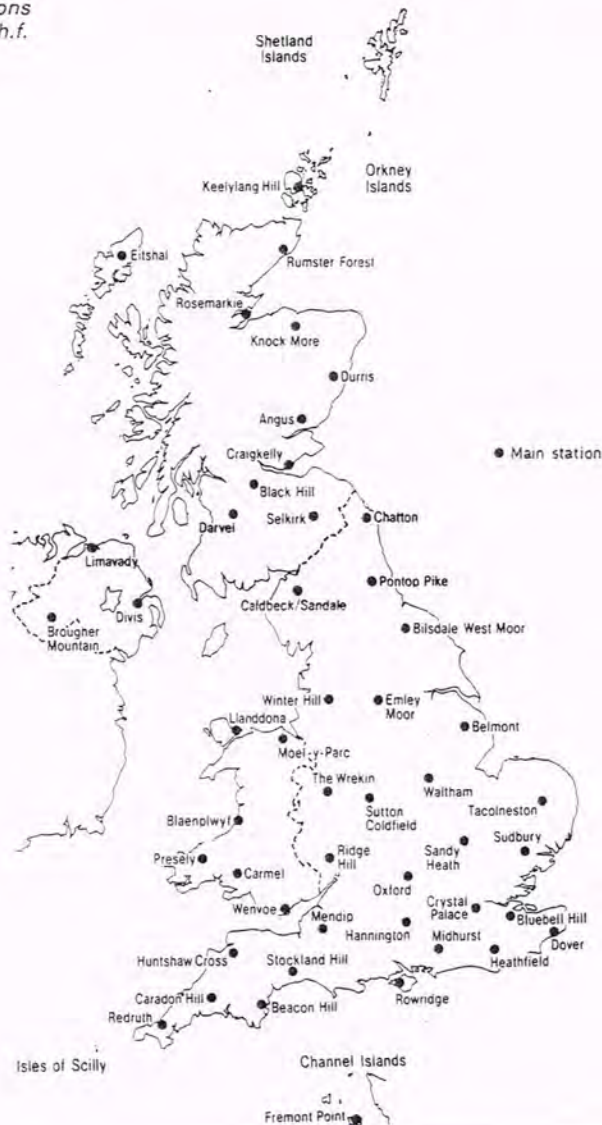 ons
h.f.
Shetland
Islands
Orkney
Islands
Keelylang Hill
Eitshal
Rumster Forest
Rosemarkie
Knock More
Durris
Angus
Craigkelly
Main station
Black Hill
Darvel
Selkirk
Chatton
Limavady
Pontop Pike
Caldbeck/Sandale
Divis
Brougher
Mountain
Bilsdale West Moor
Winter Hill
Emley
Moor
Llanddona
Belmont
Moel-y-Parc
The Wrekin
Waltham
Sutton
Coldfield
Tacolneston
Blaenplwyf
Sandy
Heath
Sudbury
Presely
Ridge
Hill
Carmel
Oxford
Crystal
Palace
Wenvoe
Mendip
Bluebell Hill
Hannington
Midhurst
Dover
Huntshaw Cross
Stockland Hill
Heathfield
Caradon Hill
Beacon Hill
Rowridge
Redruth
Isles of Scilly
Channel Islands
Fremont Point